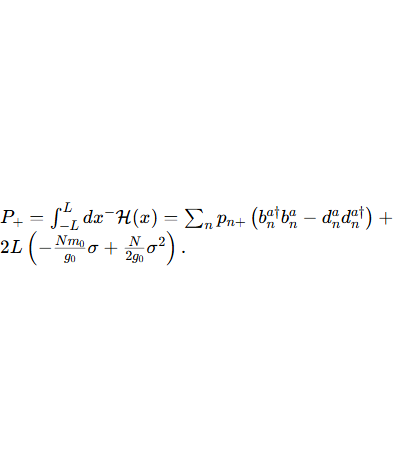 $P_+ = \int_{-L}^{L} dx^- \mathcal{H}(x) = \sum_n p_{n+} \left( b_n^{a\dagger} b_n^a - d_n^a d_n^{a\dagger} \right) +$
$2L \left( -\frac{Nm_0}{g_0} \sigma + \frac{N}{2g_0} \sigma^2 \right) .$